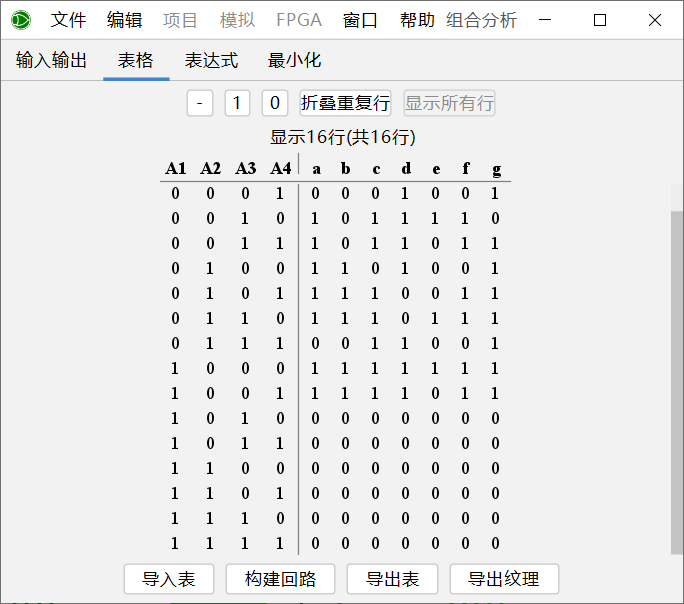 文件 编辑 项目 模拟 FPGA 窗口 帮助 组合分析
输入输出 表格 表达式 最小化
- 1 0 折叠重复行 显示所有行
显示16行(共16行)
A1 A2 A3 A4 a b c d e f g
0 0 0 1 0 0 0 1 0 0 1
0 0 1 0 1 0 1 1 1 1 0
0 0 1 1 1 0 1 1 0 1 1
0 1 0 0 1 1 0 1 0 0 1
0 1 0 1 1 1 1 0 0 1 1
0 1 1 0 1 1 1 0 1 1 1
0 1 1 1 0 0 1 1 0 0 1
1 0 0 0 1 1 1 1 1 1 1
1 0 0 1 1 1 1 1 0 1 1
1 0 1 0 0 0 0 0 0 0 0
1 0 1 1 0 0 0 0 0 0 0
1 1 0 0 0 0 0 0 0 0 0
1 1 0 1 0 0 0 0 0 0 0
1 1 1 0 0 0 0 0 0 0 0
1 1 1 1 0 0 0 0 0 0 0
导入表 构建回路 导出表 导出纹理